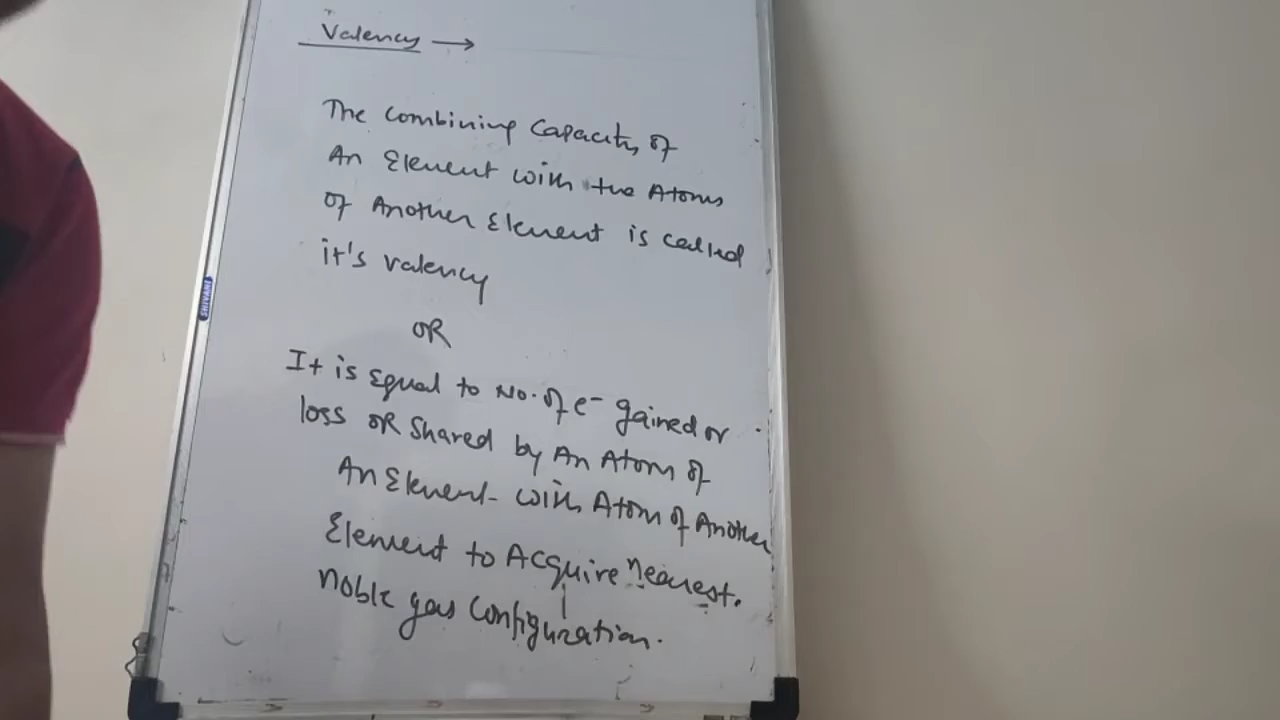 Valency →
The Combining Capacity of
An Element with the Atoms
Of Another Element is called
it's valency
OR
It is Equal to No. of e⁻ gained or
loss OR Shared by An Atom of
An Element with Atom of Another
Element to Acquire nearest.
noble gas Configuration.
SHIVANI